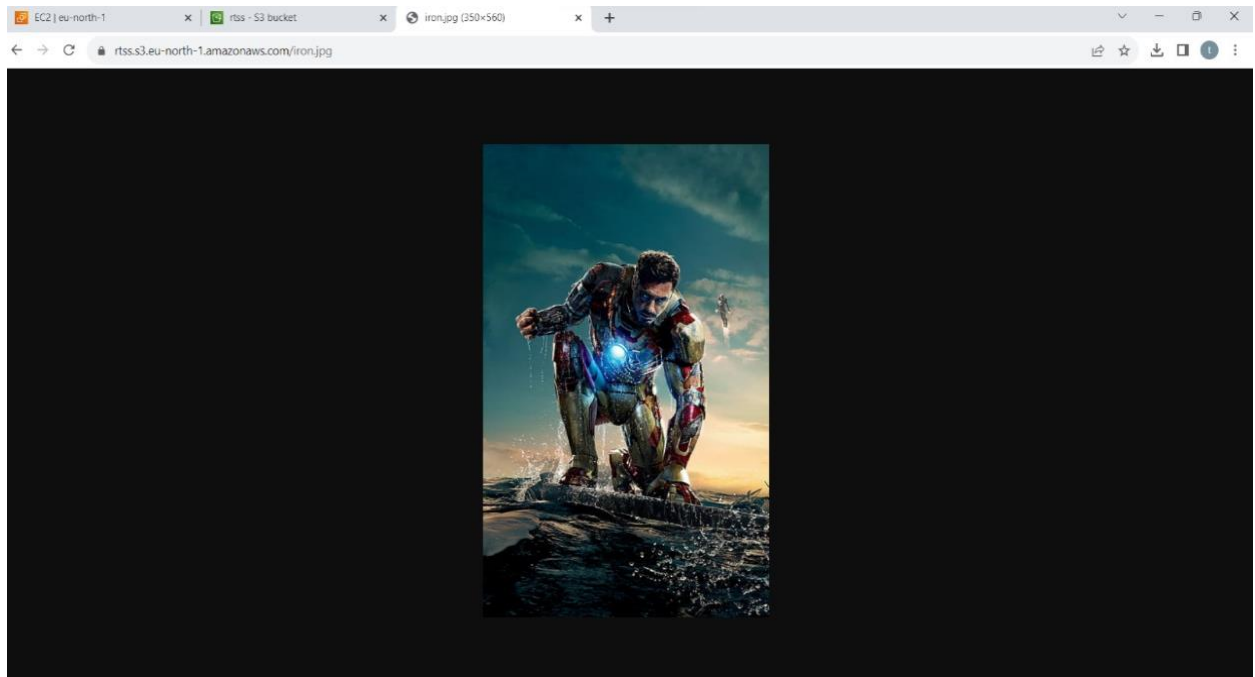 EC2 | eu-north-1
rtss - S3 bucket
iron.jpg (350×560)
rtss.s3.eu-north-1.amazonaws.com/iron.jpg